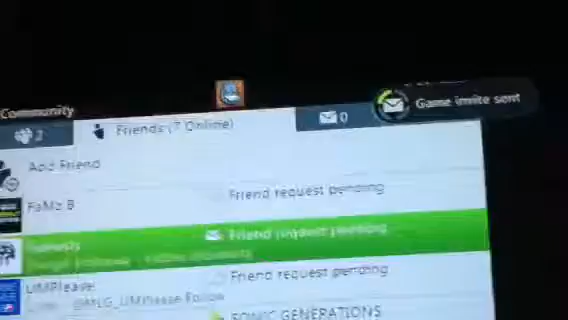 Community
Game invite sent
2
Friends (7 Online)
0
Add Friend
FaMz B
Friend request pending
Friend request pending
UMPlease
Friend request pending
@MLG_UMPlease Follow
SONIC GENERATIONS